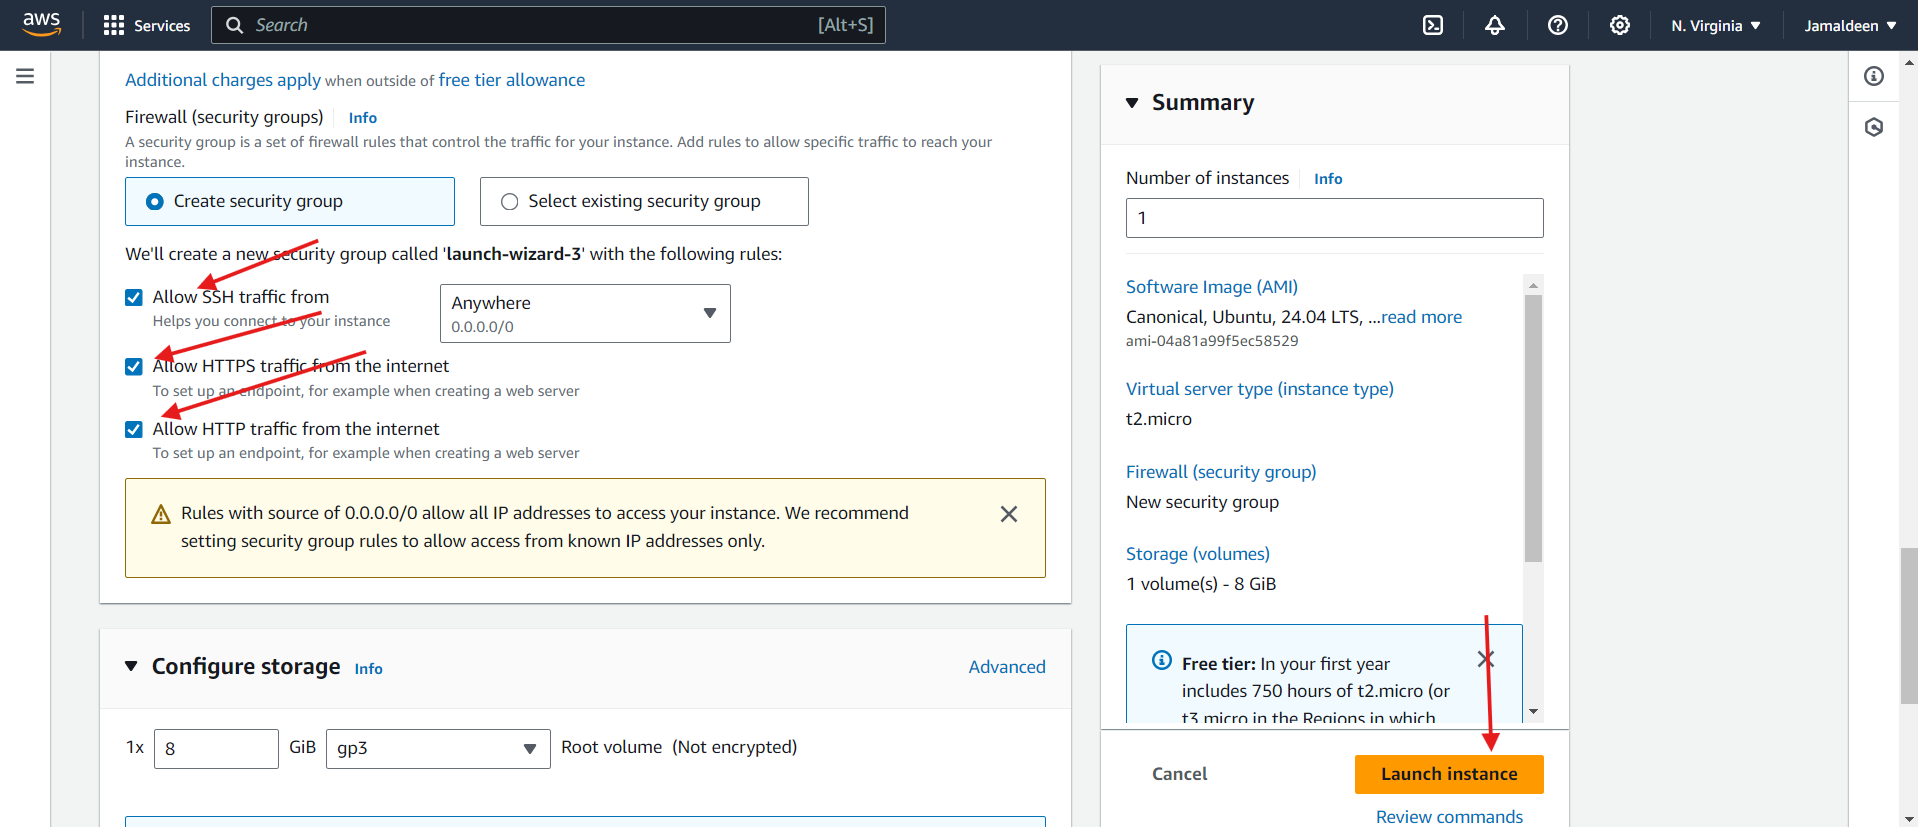 aws
Services
Search
[Alt+S]
N. Virginia
Jamaldeen
Additional charges apply when outside of free tier allowance
Firewall (security groups)
Info
A security group is a set of firewall rules that control the traffic for your instance. Add rules to allow specific traffic to reach your
instance.
Create security group
Select existing security group
We'll create a new security group called 'launch-wizard-3' with the following rules:
Allow SSH traffic from
Helps you connect to your instance
Anywhere
0.0.0.0/0
Allow HTTPS traffic from the internet
To set up an endpoint, for example when creating a web server
Allow HTTP traffic from the internet
To set up an endpoint, for example when creating a web server
Rules with source of 0.0.0.0/0 allow all IP addresses to access your instance. We recommend
setting security group rules to allow access from known IP addresses only.
Configure storage
Info
Advanced
1x
8
GiB
gp3
Root volume (Not encrypted)
Summary
Number of instances
Info
1
Software Image (AMI)
Canonical, Ubuntu, 24.04 LTS, ...read more
ami-04a81a99f5ec58529
Virtual server type (instance type)
t2.micro
Firewall (security group)
New security group
Storage (volumes)
1 volume(s) - 8 GiB
Free tier: In your first year
includes 750 hours of t2.micro (or
t3.micro in the Regions in which
Cancel
Launch instance
Review commands